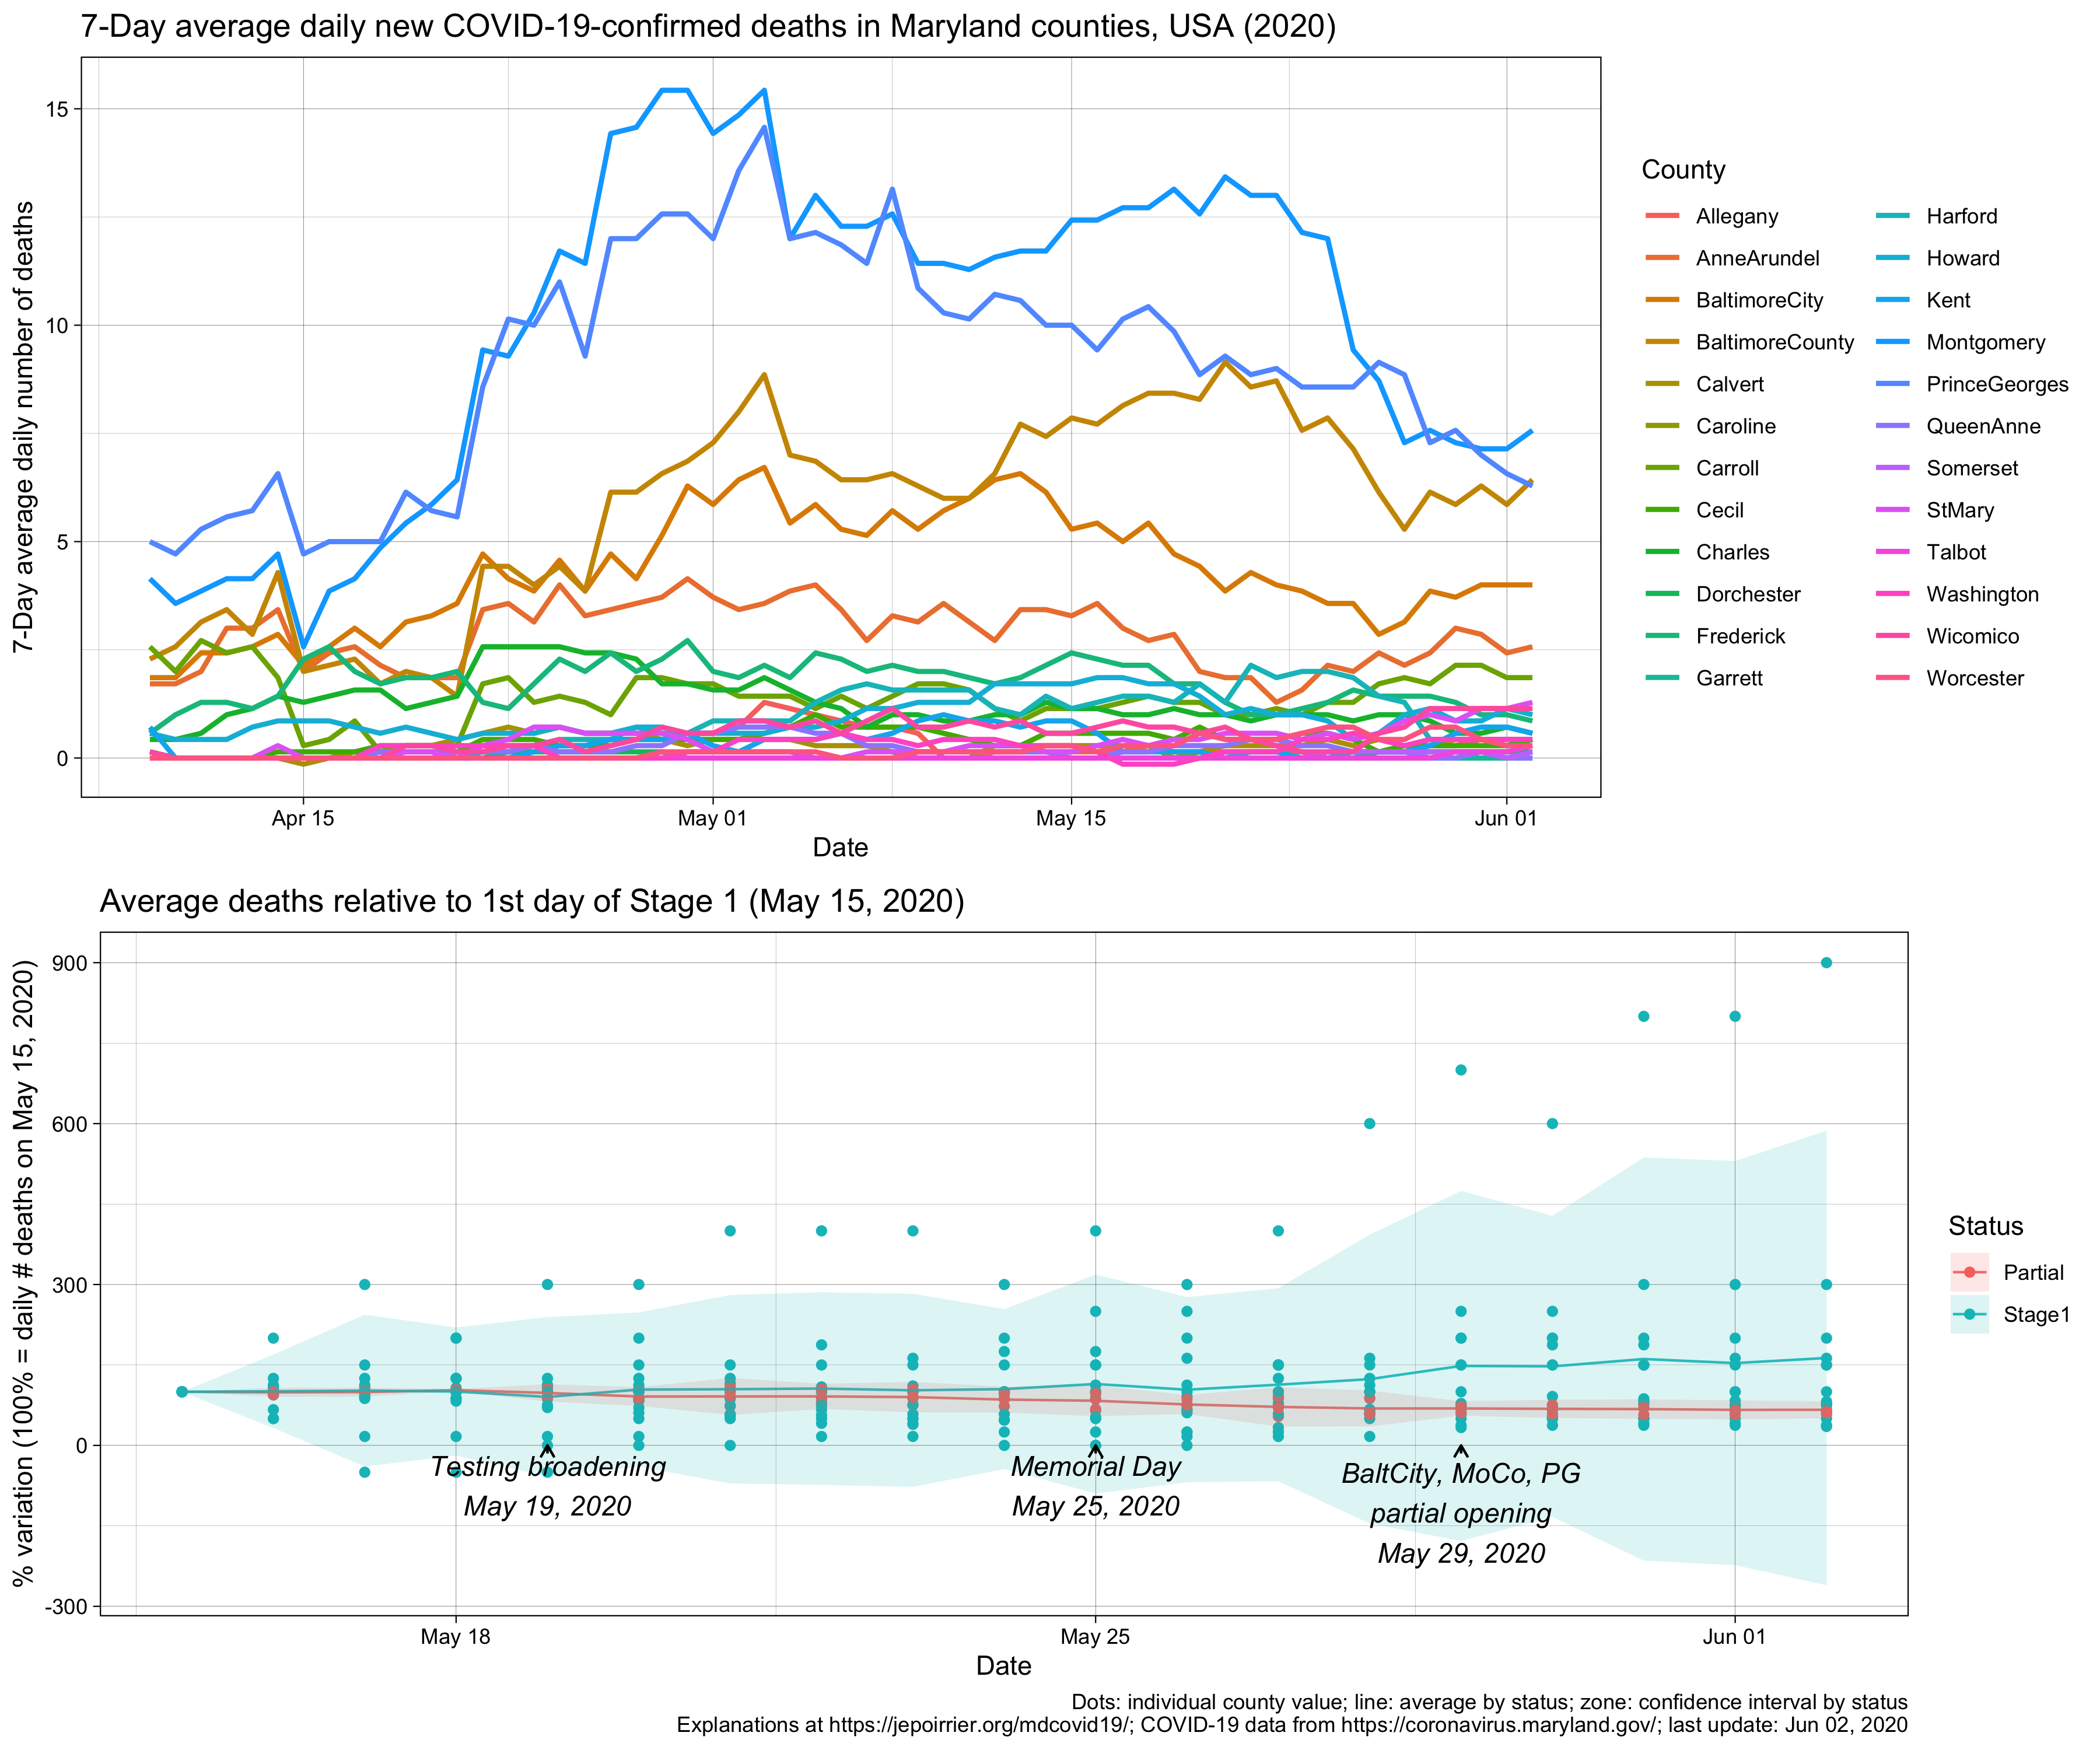 7-Day average daily new COVID-19-confirmed deaths in Maryland counties, USA (2020)
7-Day average daily number of deaths
15
10
5
0
Apr 15
May 01
May 15
Jun 01
Date
County
Allegany
AnneArundel
BaltimoreCity
BaltimoreCounty
Calvert
Caroline
Carroll
Cecil
Charles
Dorchester
Frederick
Garrett
Harford
Howard
Kent
Montgomery
PrinceGeorges
QueenAnne
Somerset
StMary
Talbot
Washington
Wicomico
Worcester
Average deaths relative to 1st day of Stage 1 (May 15, 2020)
% variation (100% = daily # deaths on May 15, 2020)
900
600
300
0
-300
Testing broadening
May 19, 2020
Memorial Day
May 25, 2020
BaltCity, MoCo, PG
partial opening
May 29, 2020
May 18
May 25
Jun 01
Date
Status
Partial
Stage1
Dots: individual county value; line: average by status; zone: confidence interval by status
Explanations at https://jepoirrier.org/mdcovid19/; COVID-19 data from https://coronavirus.maryland.gov/; last update: Jun 02, 2020